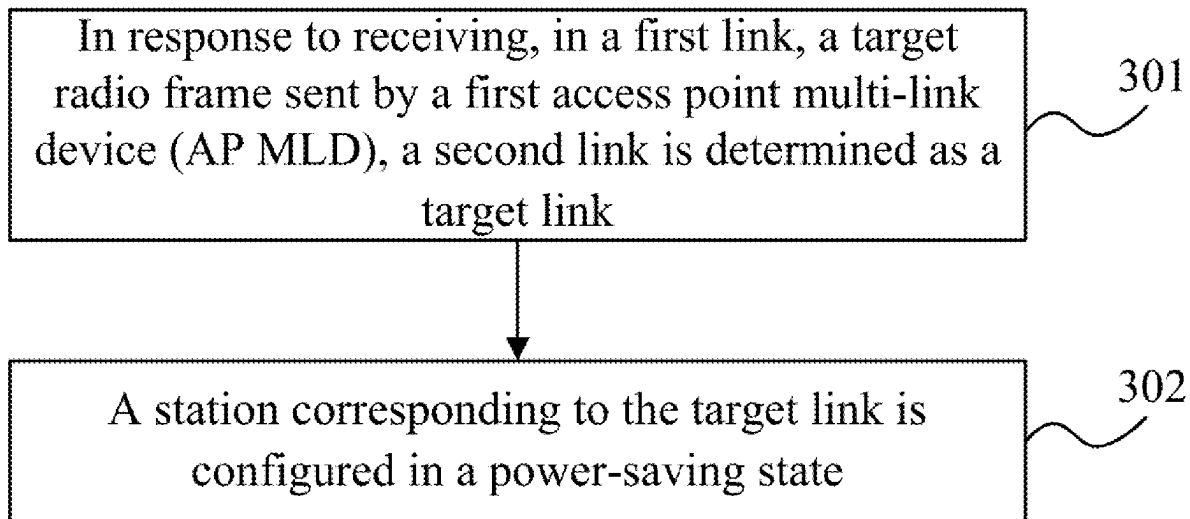 In response to receiving, in a first link, a target
radio frame sent by a first access point multi-link
device (AP MLD), a second link is determined as a
target link
301
A station corresponding to the target link is
configured in a power-saving state
302